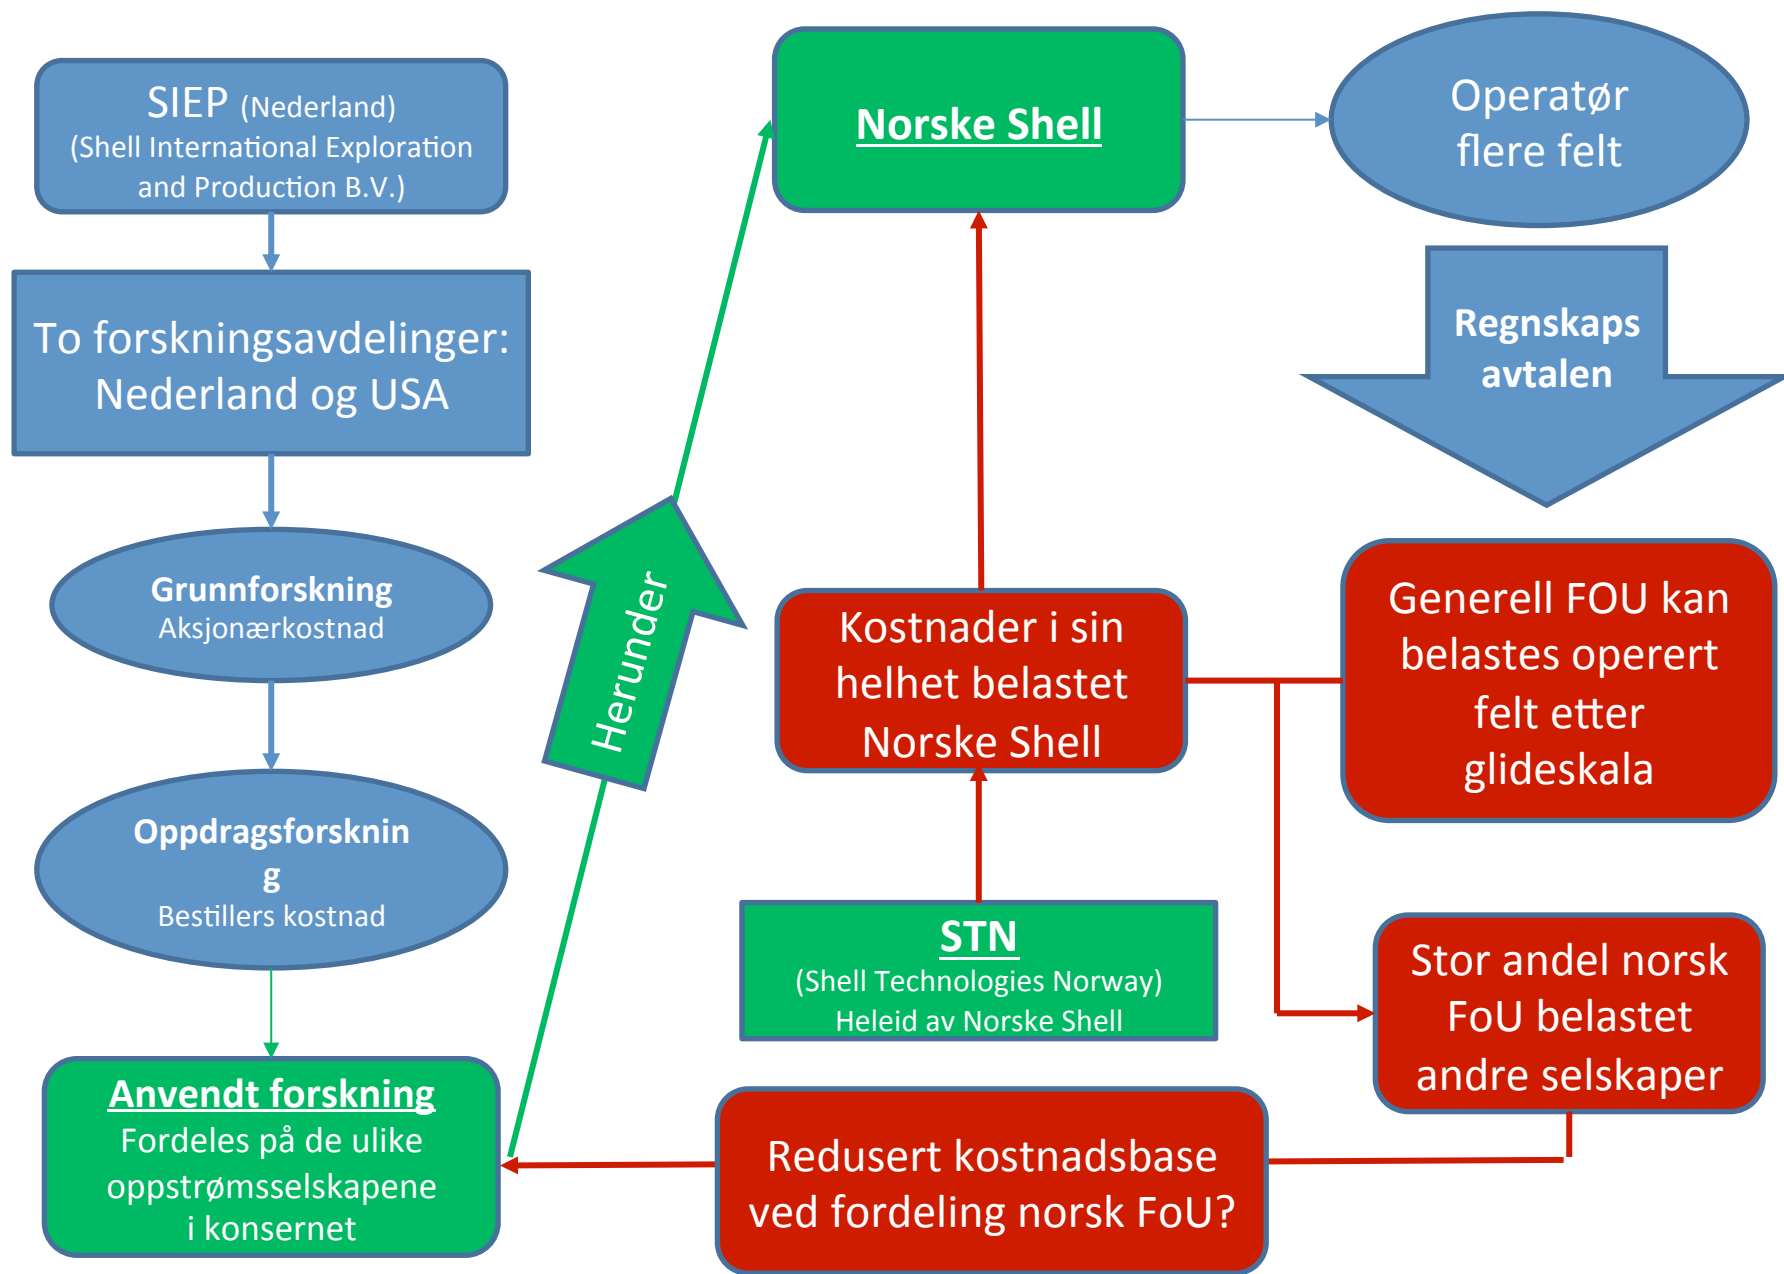 SIEP (Nederland)
(Shell International Exploration
and Production B.V.)
To forskningsavdelinger:
Nederland og USA
Grunnforskning
Aksjonærkostnad
Oppdragsforsknin
g
Bestillers kostnad
Anvendt forskning
Fordeles på de ulike
oppstrømsselskapene
i konsernet
Herunder
Norske Shell
Kostnader i sin
helhet belastet
Norske Shell
STN
(Shell Technologies Norway)
Heleid av Norske Shell
Redusert kostnadsbase
ved fordeling norsk FoU?
Operatør
flere felt
Regnskaps
avtalen
Generell FOU kan
belastes operert
felt etter
glideskala
Stor andel norsk
FoU belastet
andre selskaper